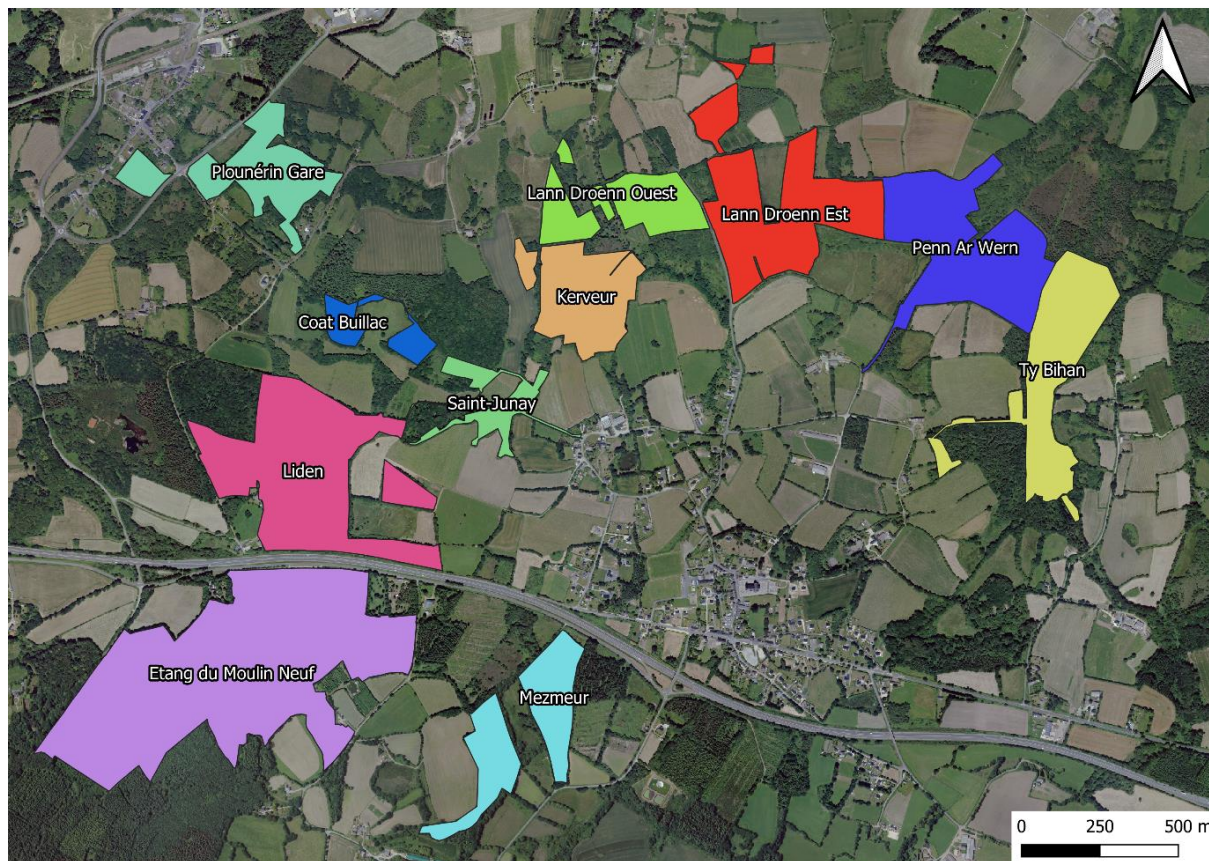 Plounérin Gare
Lann Droenn Ouest
Lann Droenn Est
Penn Ar Wern
Kerveur
Coat Buillac
Ty Bihan
Saint-Junay
Liden
Etang du Moulin Neuf
Mezmeur
0 250 500 m